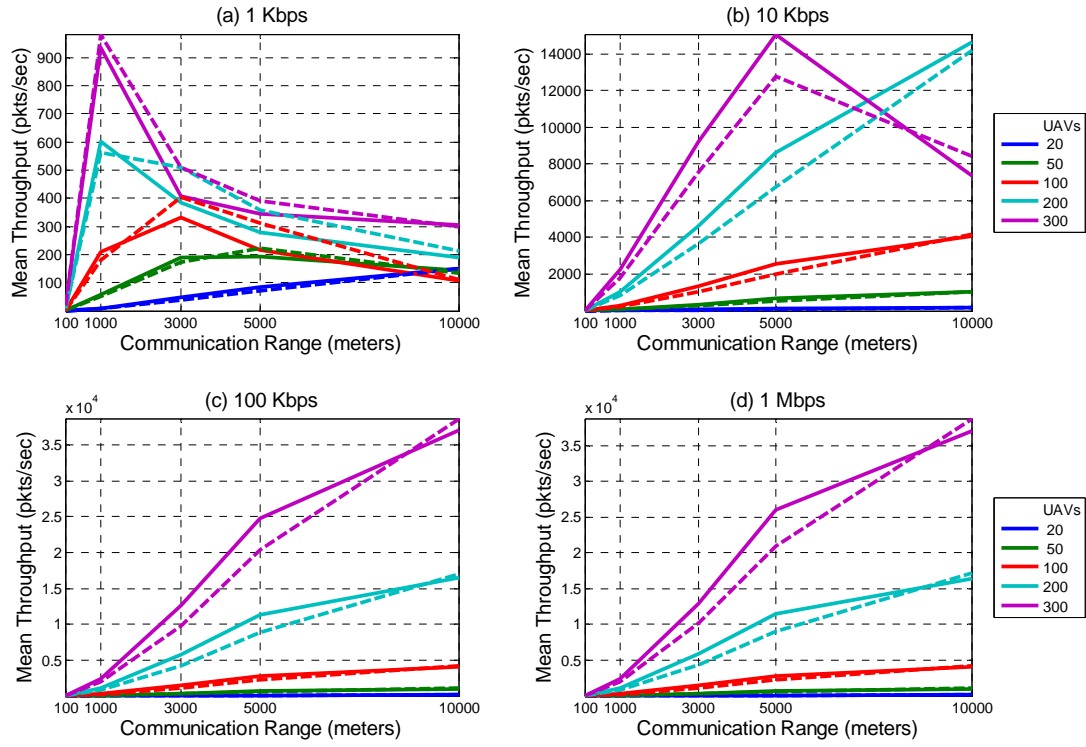 (a) 1 Kbps
Mean Throughput (pkts/sec)
900
800
700
600
500
400
300
200
100
100 1000 3000 5000 10000
Communication Range (meters)
(b) 10 Kbps
Mean Throughput (pkts/sec)
14000
12000
10000
8000
6000
4000
2000
100 1000 3000 5000 10000
Communication Range (meters)
UAVs
20
50
100
200
300
(c) 100 Kbps
x 10^4
Mean Throughput (pkts/sec)
3.5
3
2.5
2
1.5
1
0.5
100 1000 3000 5000 10000
Communication Range (meters)
(d) 1 Mbps
x 10^4
Mean Throughput (pkts/sec)
3.5
3
2.5
2
1.5
1
0.5
100 1000 3000 5000 10000
Communication Range (meters)
UAVs
20
50
100
200
300